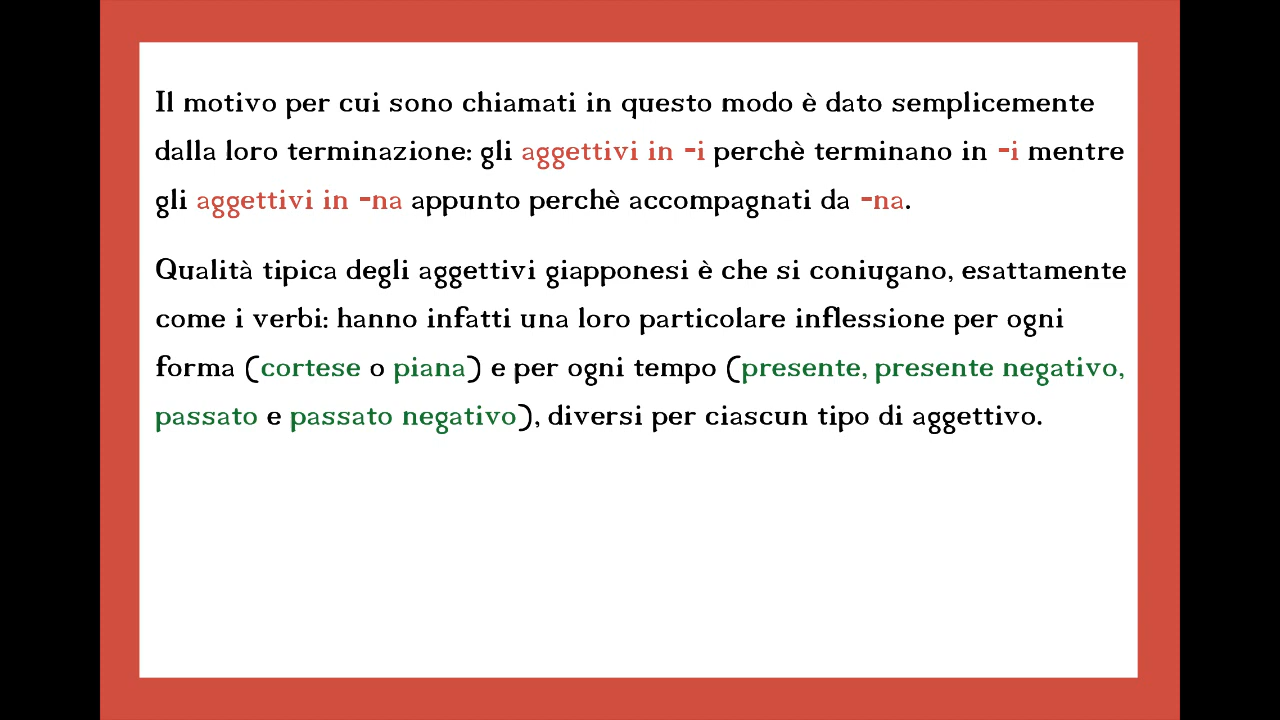 Il motivo per cui sono chiamati in questo modo è dato semplicemente
dalla loro terminazione: gli aggettivi in -i perchè terminano in -i mentre
gli aggettivi in -na appunto perchè accompagnati da -na.
Qualità tipica degli aggettivi giapponesi è che si coniugano, esattamente
come i verbi: hanno infatti una loro particolare inflessione per ogni
forma (cortese o piana) e per ogni tempo (presente, presente negativo,
passato e passato negativo), diversi per ciascun tipo di aggettivo.